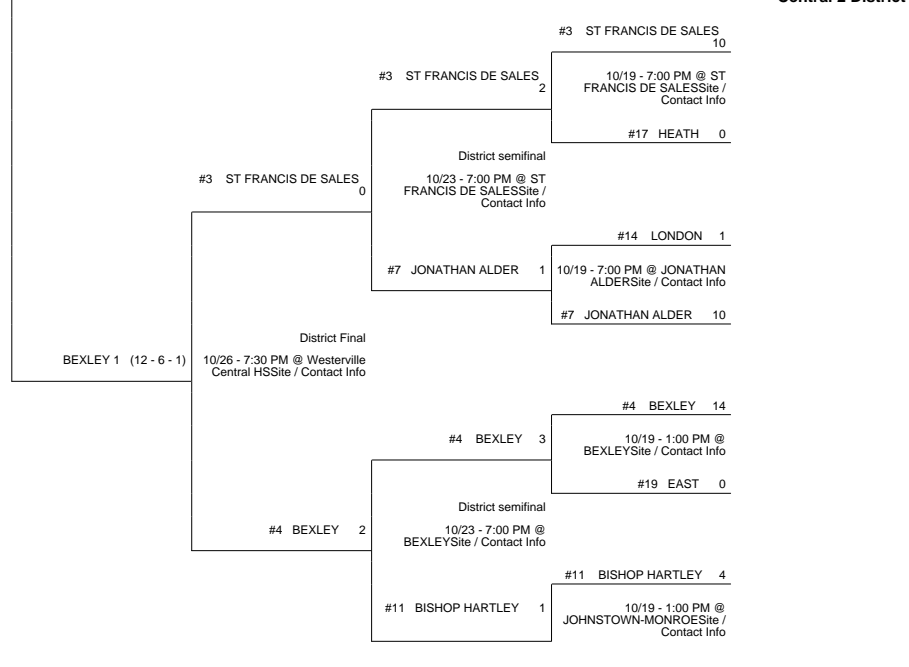 #3 ST FRANCIS DE SALES
10
#3 ST FRANCIS DE SALES
2
10/19 - 7:00 PM @ ST
FRANCIS DE SALESSite /
Contact Info
#17 HEATH 0
District semifinal
#3 ST FRANCIS DE SALES
0
10/23 - 7:00 PM @ ST
FRANCIS DE SALESSite /
Contact Info
#14 LONDON 1
#7 JONATHAN ALDER 1
10/19 - 7:00 PM @ JONATHAN
ALDERSite / Contact Info
#7 JONATHAN ALDER 10
District Final
BEXLEY 1 (12 - 6 - 1)
10/26 - 7:30 PM @ Westerville
Central HSSite / Contact Info
#4 BEXLEY 14
#4 BEXLEY 3
10/19 - 1:00 PM @
BEXLEYSite / Contact Info
#19 EAST 0
District semifinal
#4 BEXLEY 2
10/23 - 7:00 PM @
BEXLEYSite / Contact Info
#11 BISHOP HARTLEY 4
#11 BISHOP HARTLEY 1
10/19 - 1:00 PM @
JOHNSTOWN-MONROESite /
Contact Info